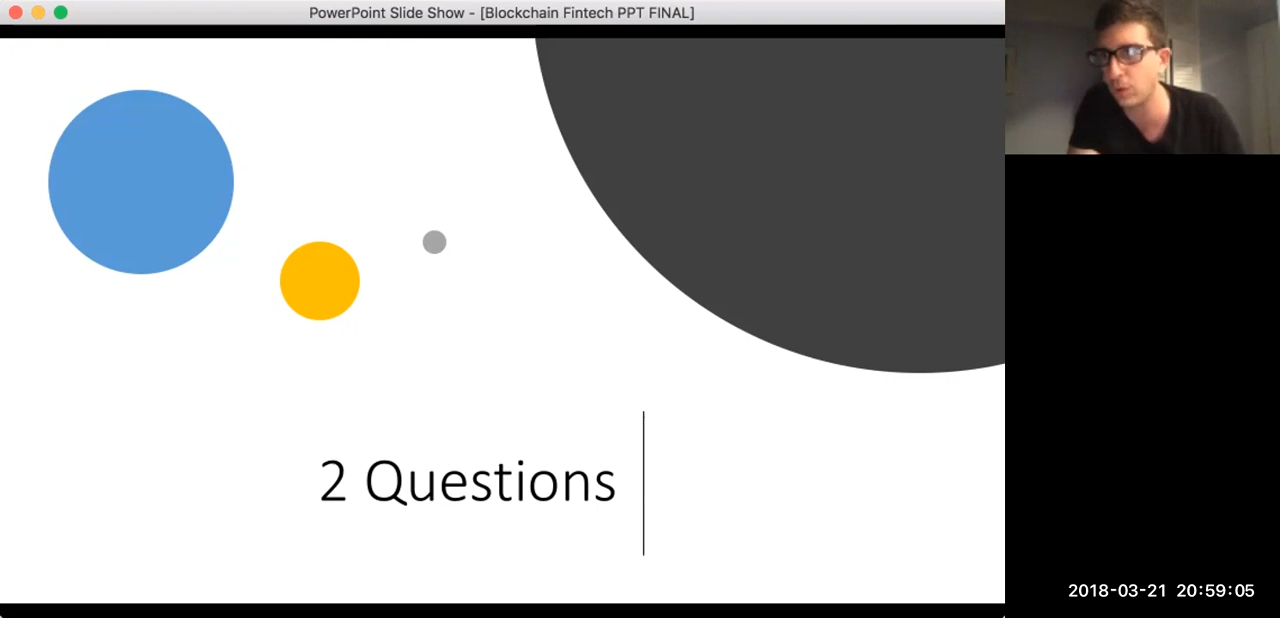 PowerPoint Slide Show - [Blockchain Fintech PPT FINAL]
2 Questions
2018-03-21 20:59:05